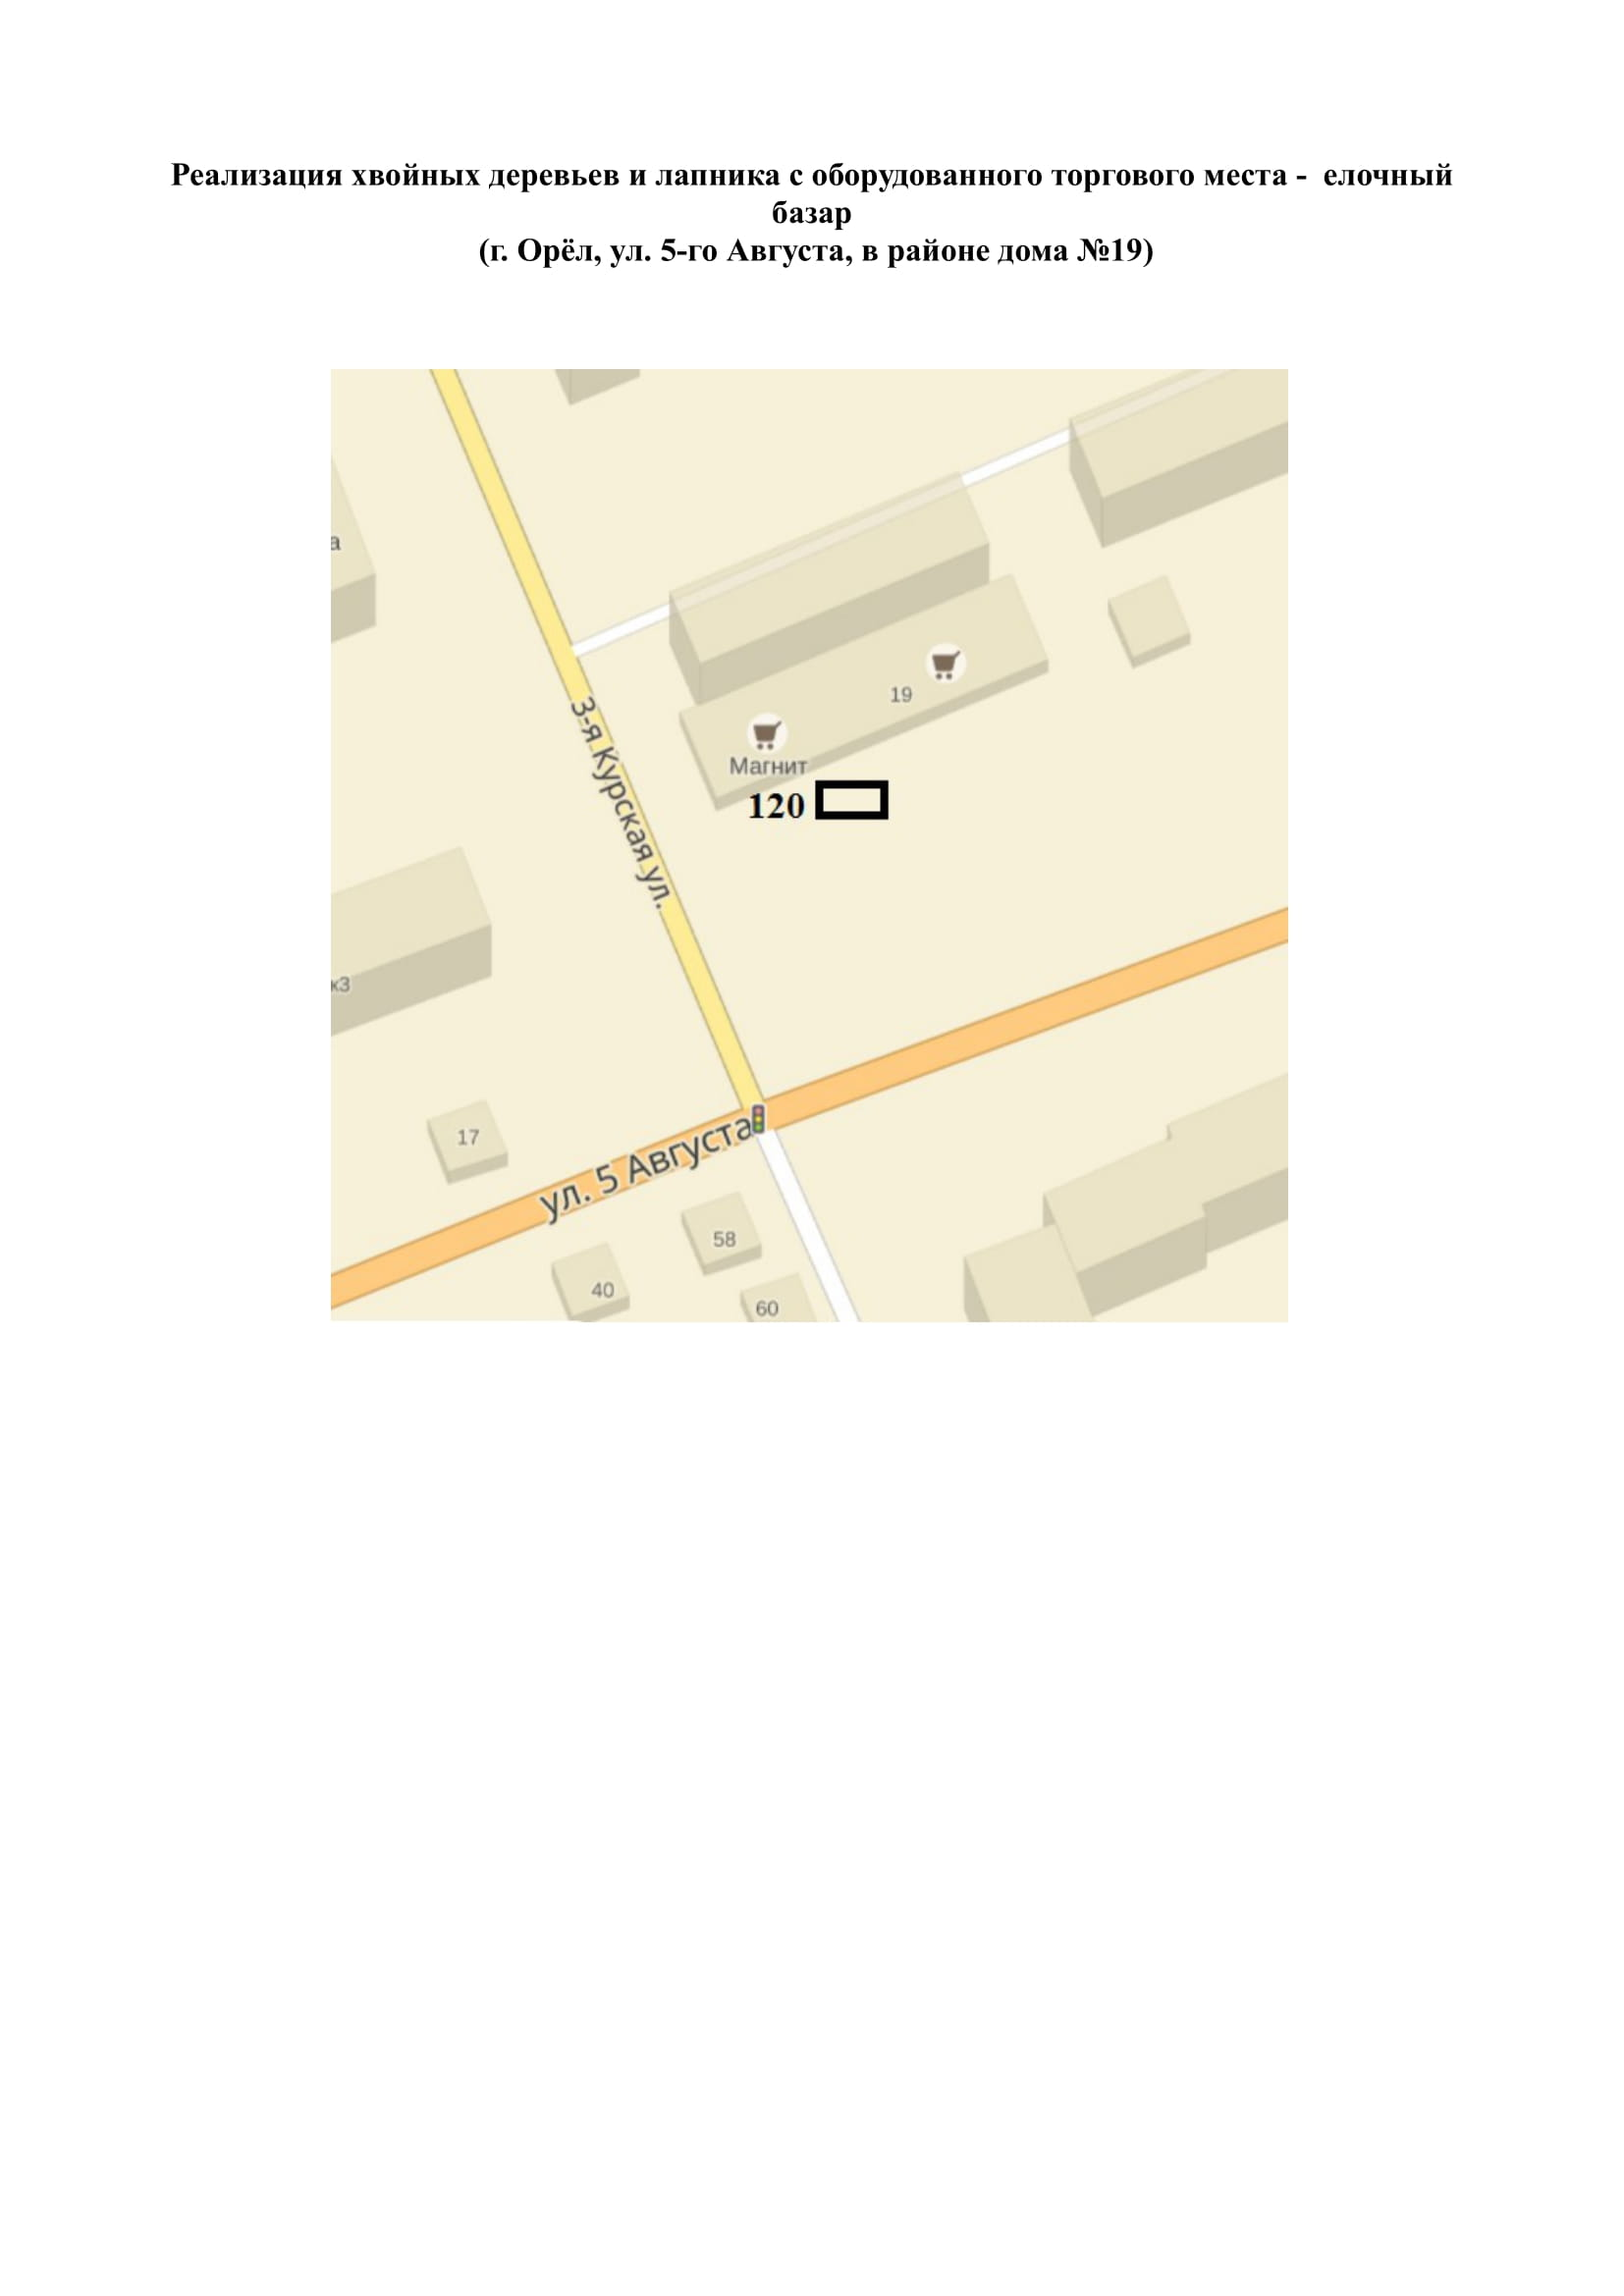 Реализация хвойных деревьев и лапника с оборудованного торгового места - елочный
базар
(г. Орёл, ул. 5-го Августа, в районе дома №19)
а
19
3-я Курская ул.
Магнит
120
к3
17
ул. 5 Августа
58
40
60